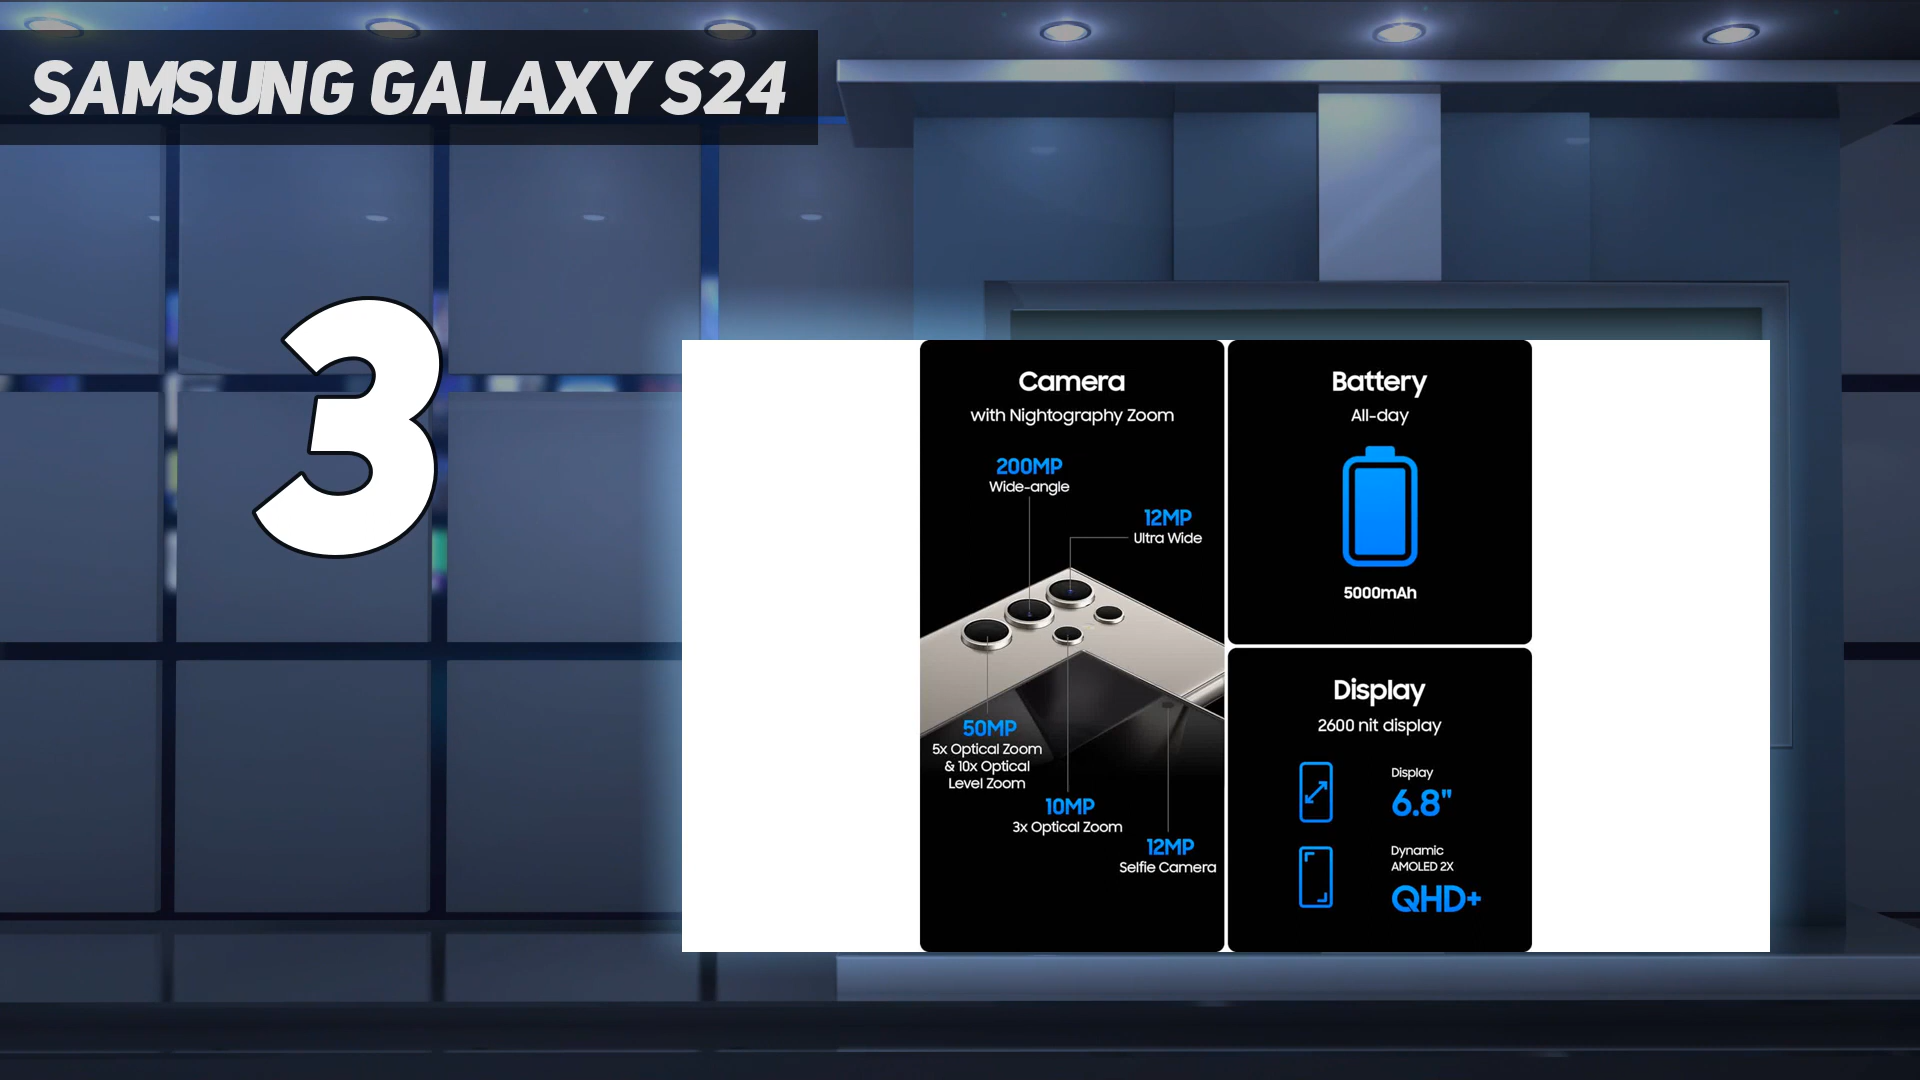 SAMSUNG GALAXY S24
3
Camera
with Nightography Zoom
200MP
Wide-angle
12MP
Ultra Wide
50MP
5x Optical Zoom
& 10x Optical
Level Zoom
10MP
3x Optical Zoom
12MP
Selfie Camera
Battery
All-day
5000mAh
Display
2600 nit display
Display
6.8"
Dynamic
AMOLED 2X
QHD+